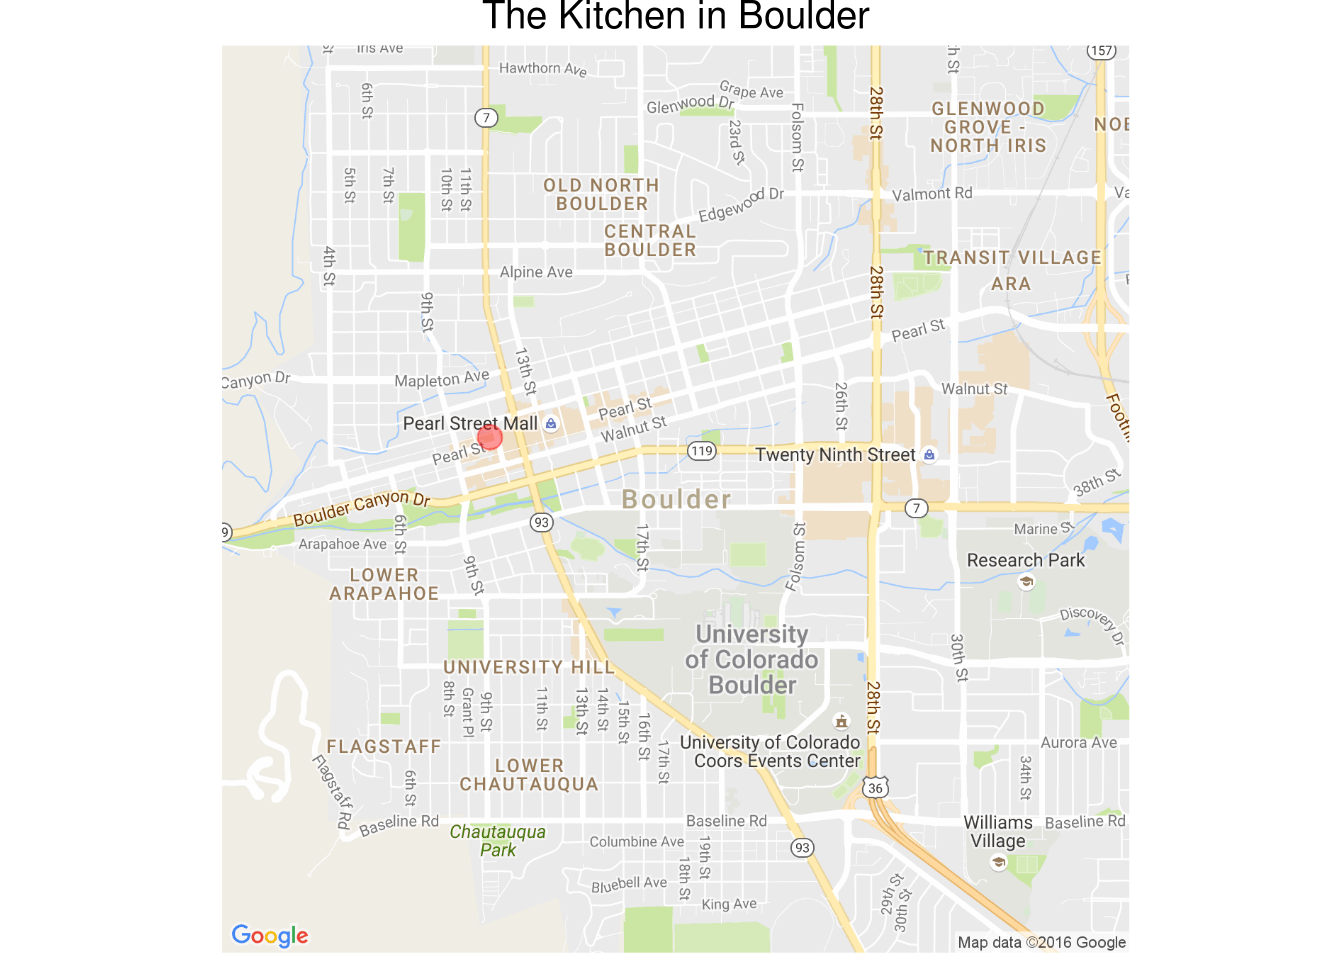 The Kitchen in Boulder
Iris Ave
Hawthorn Ave
157
6th St
7
Grape Ave
Glenwood Dr
23rd St
Folsom St
28th St
GLENWOOD
GROVE -
NORTH IRIS
5th St
7th St
10th St
11th St
OLD NORTH
BOULDER
Edgewood Dr
Valmont Rd
CENTRAL
BOULDER
4th St
Alpine Ave
28th St
TRANSIT VILLAGE
ARA
9th St
13th St
Pearl St
Canyon Dr
Mapleton Ave
26th St
Walnut St
Pearl Street Mall
Pearl St
Walnut St
Pearl St
119
Twenty Ninth Street
38th St
Boulder Canyon Dr
Boulder
9
6th St
93
7
Arapahoe Ave
17th St
Folsom St
Marine S
Research Park
9th St
LOWER
ARAPAHOE
Discovery Dr
University
of Colorado
Boulder
30th St
UNIVERSITY HILL
8th St
Grant Pl
9th St
11th St
13th St
14th St
15th St
16th St
17th St
28th St
FLAGSTAFF
Flagstaff Rd
6th St
LOWER
CHAUTAUQUA
University of Colorado
Coors Events Center
Aurora Ave
34th St
36
Baseline Rd
Chautauqua
Park
Baseline Rd
Williams
Village
Baseline Rd
Columbine Ave
19th St
18th St
93
Bluebell Ave
King Ave
29th St
30th St
Google
Map data ©2016 Google